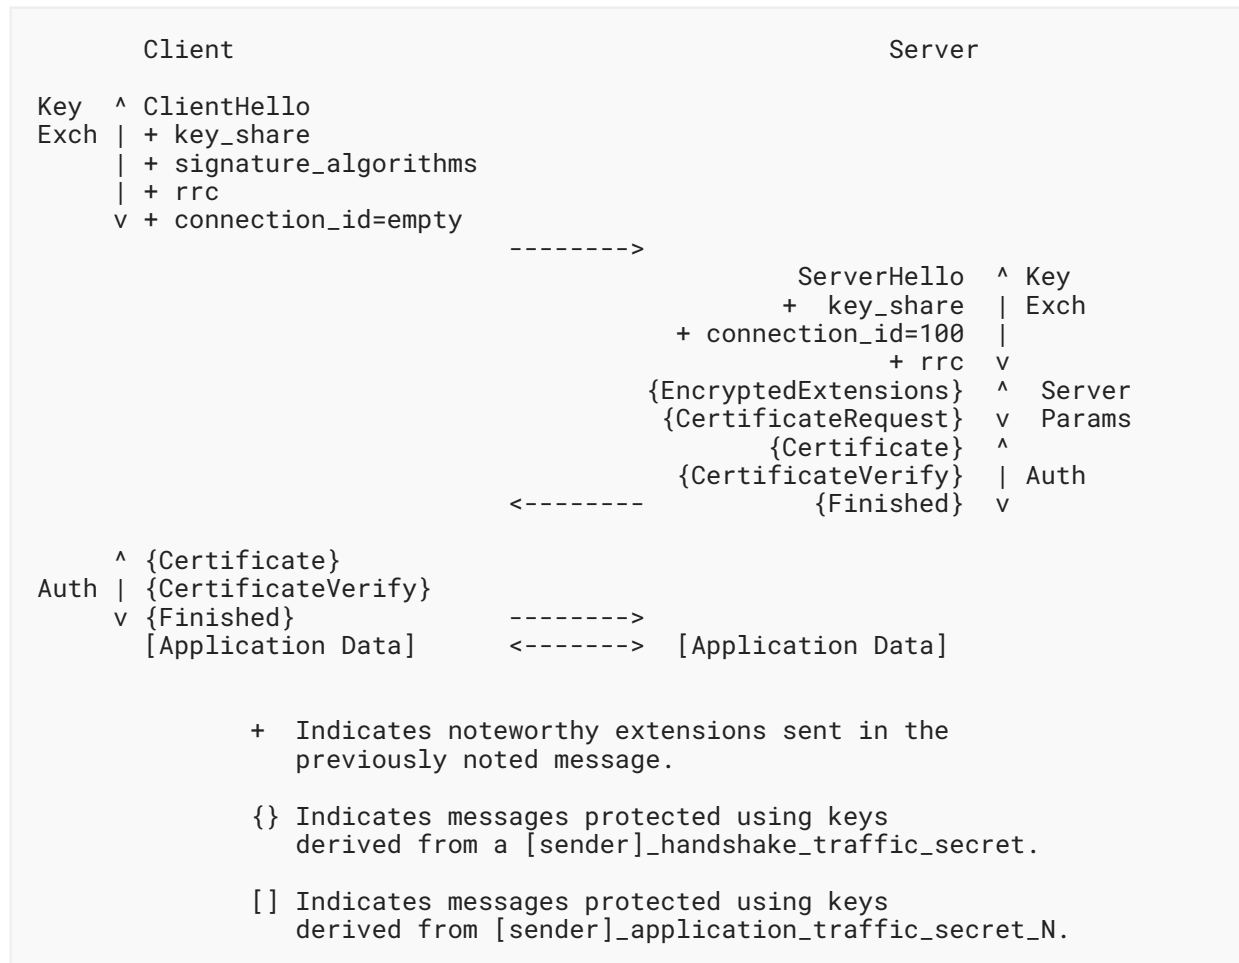 Client                                           Server

Key  ^ ClientHello
Exch | + key_share
     | + signature_algorithms
     | + rrc
     v + connection_id=empty
                               -------->
                                                  ServerHello  ^ Key
                                                 +  key_share  | Exch
                                          + connection_id=100  |
                                                        + rrc  v
                                        {EncryptedExtensions}  ^  Server
                                         {CertificateRequest}  v  Params
                                                {Certificate}  ^
                                          {CertificateVerify}  | Auth
                               <--------           {Finished}  v

     ^ {Certificate}
Auth | {CertificateVerify}
     v {Finished}              -------->
       [Application Data]      <------->  [Application Data]

              +  Indicates noteworthy extensions sent in the
                 previously noted message.

              {} Indicates messages protected using keys
                 derived from a [sender]_handshake_traffic_secret.

              [] Indicates messages protected using keys
                 derived from [sender]_application_traffic_secret_N.